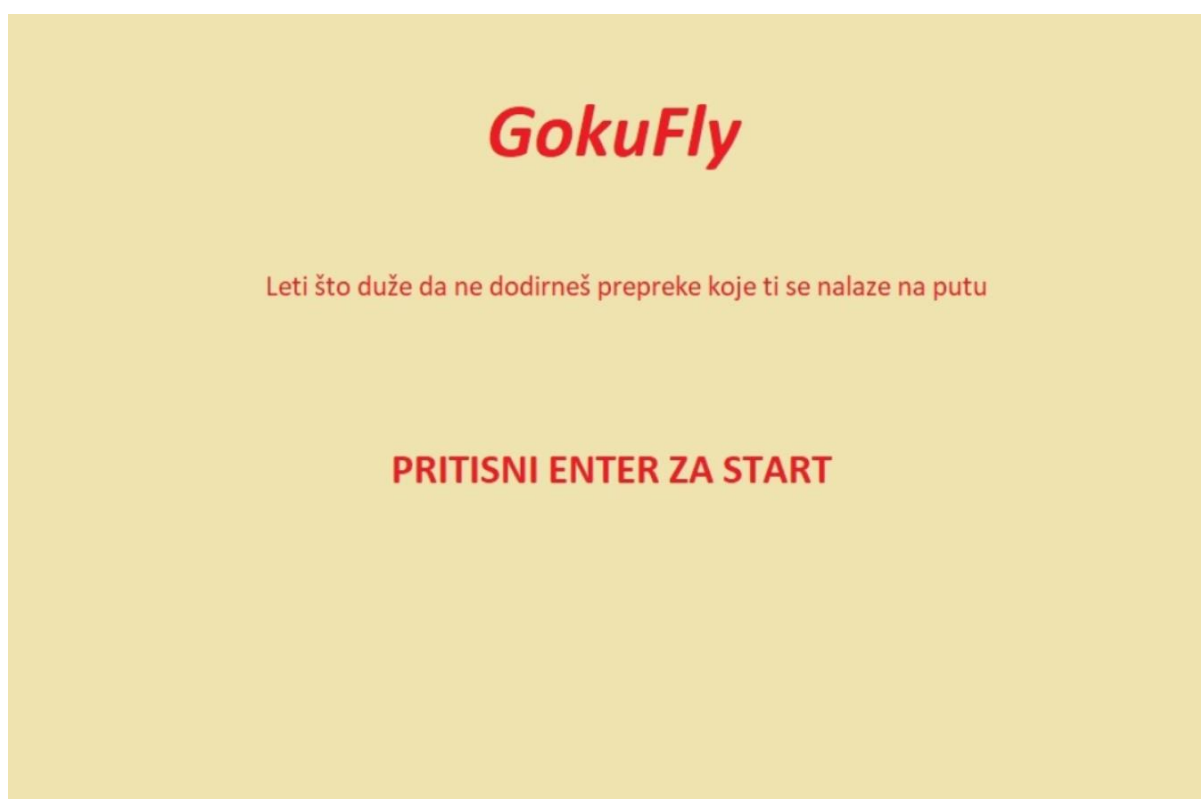 GokuFly
Leti što duže da ne dodirneš prepreke koje ti se nalaze na putu
PRITISNI ENTER ZA START